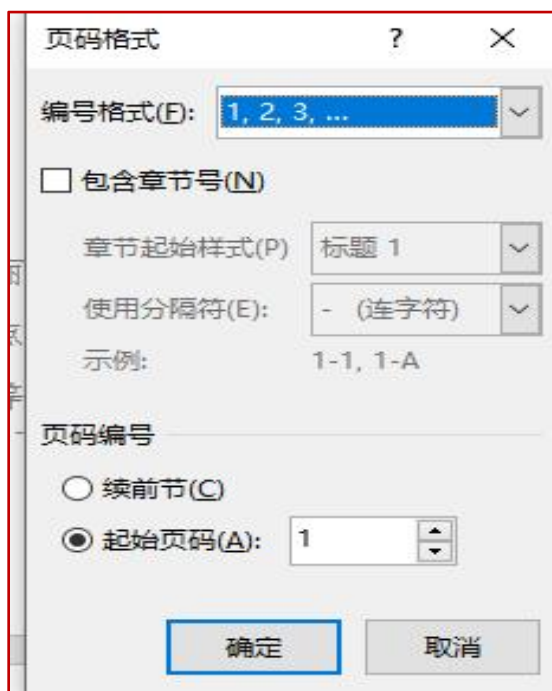 页码格式 ?
编号格式(F): 1, 2, 3, ...
包含章节号(N)
章节起始样式(P) 标题 1
使用分隔符(E): - (连字符)
示例: 1-1, 1-A
页码编号
续前节(C)
起始页码(A): 1
确定 取消